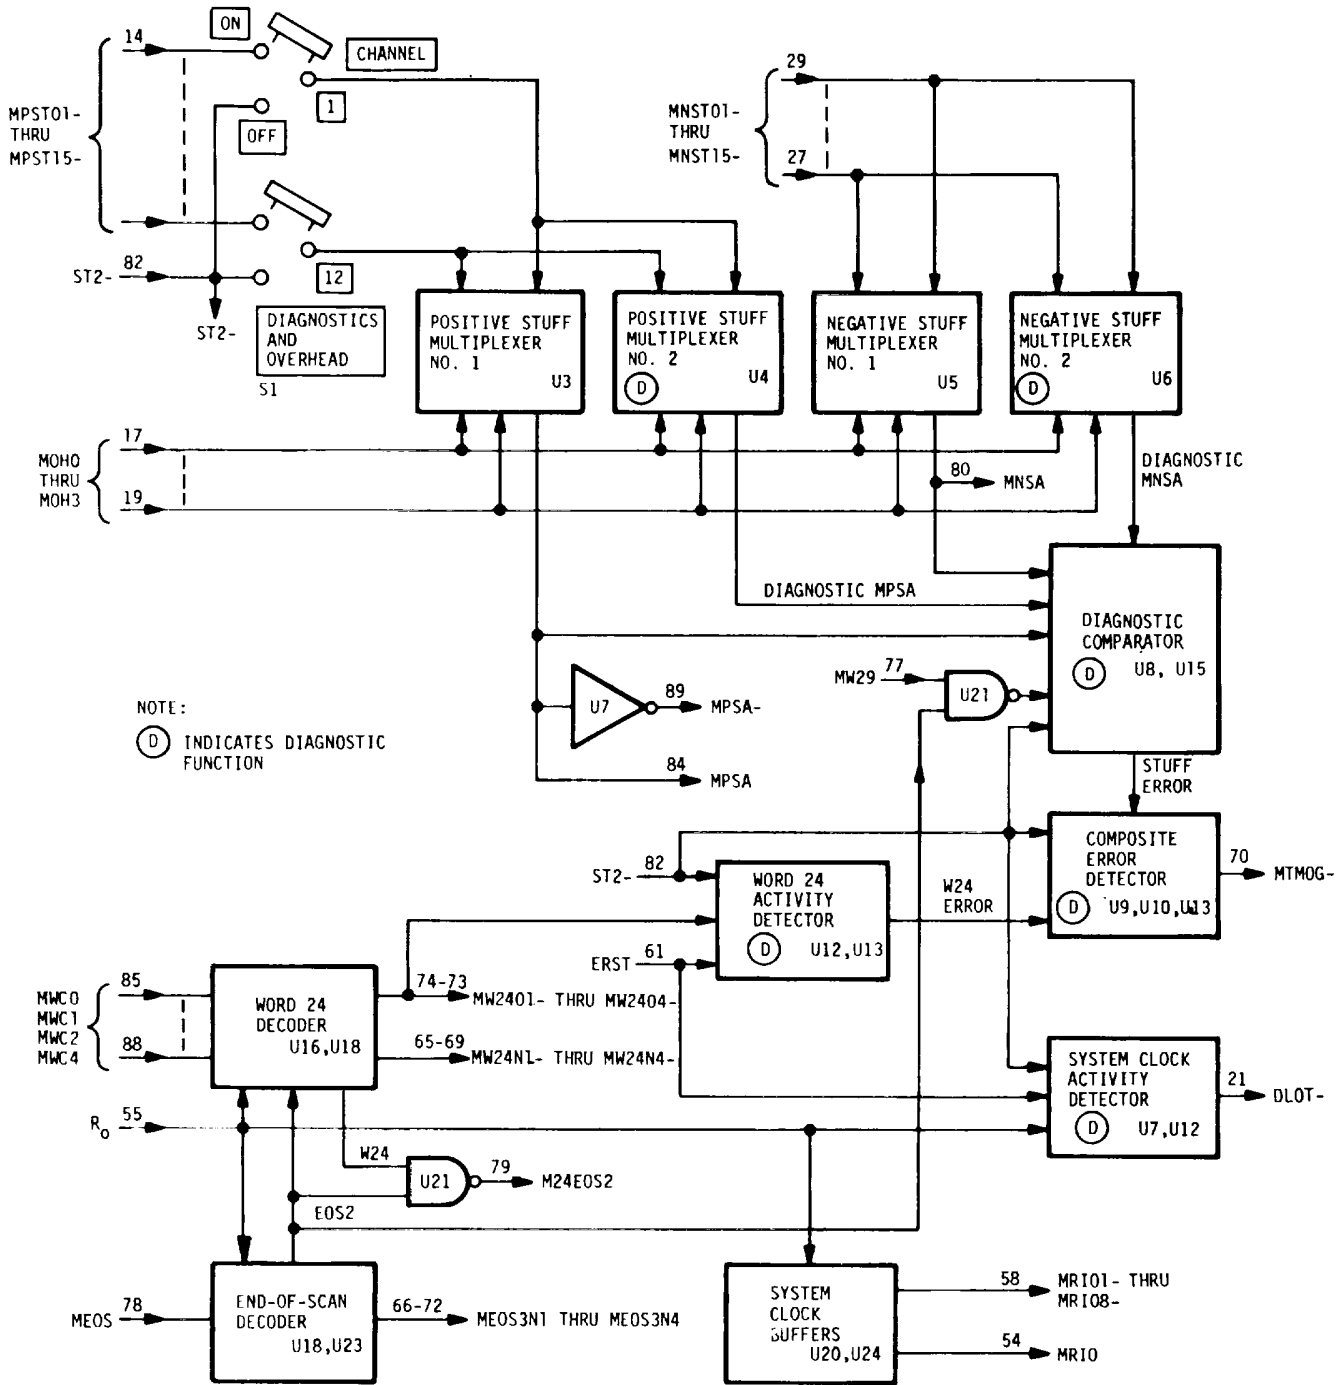 ON
14
CHANNEL
MPST01-
THRU
MPST15-
OFF
1
29
MNST01-
THRU
MNST15-
27
82
ST2-
12
ST2-
DIAGNOSTICS
AND
OVERHEAD
S1
POSITIVE STUFF
MULTIPLEXER
NO. 1
U3
POSITIVE STUFF
MULTIPLEXER
NO. 2
D
U4
NEGATIVE STUFF
MULTIPLEXER
NO. 1
U5
NEGATIVE STUFF
MULTIPLEXER
NO. 2
D
U6
17
MOH0
THRU
MOH3
19
80
MNSA
DIAGNOSTIC
MNSA
DIAGNOSTIC MPSA
DIAGNOSTIC
COMPARATOR
D
U8, U15
77
MW29
U21
U7
89
MPSA-
84
MPSA
NOTE:
D INDICATES DIAGNOSTIC
FUNCTION
STUFF
ERROR
COMPOSITE
ERROR
DETECTOR
D
U9,U10,U13
70
MTMOG-
82
ST2-
WORD 24
ACTIVITY
DETECTOR
D
U12,U13
W24
ERROR
61
ERST
85
MWC0
MWC1
MWC2
MWC4
88
WORD 24
DECODER
U16,U18
74-73
MW2401- THRU MW2404-
65-69
MW24N1- THRU MW24N4-
SYSTEM CLOCK
ACTIVITY
DETECTOR
D
U7,U12
21
DLOT-
55
Ro
W24
U21
79
M24EOS2
EOS2
78
MEOS
END-OF-SCAN
DECODER
U18,U23
66-72
MEOS3N1 THRU MEOS3N4
SYSTEM
CLOCK
BUFFERS
U20,U24
58
MRIO1- THRU
MRIO8-
54
MRIO